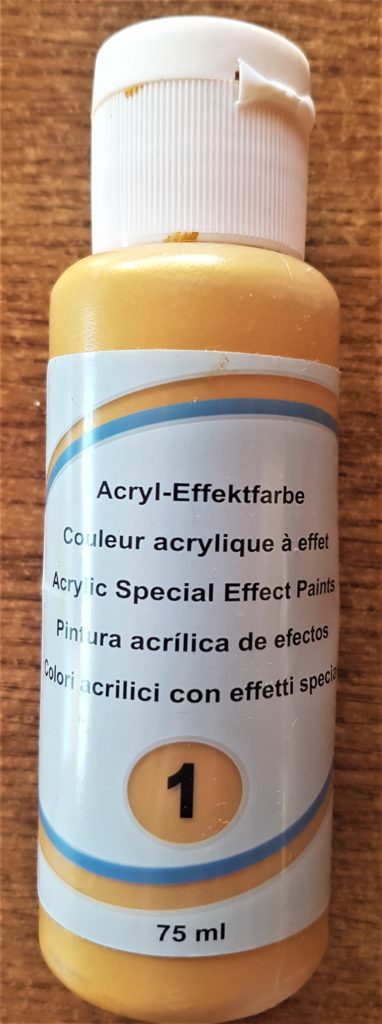 Acryl-Effektfarbe
Couleur acrylique à effet
Acrylic Special Effect Paints
Pintura acrílica de efectos
Colori acrilici con effetti
1
75 ml